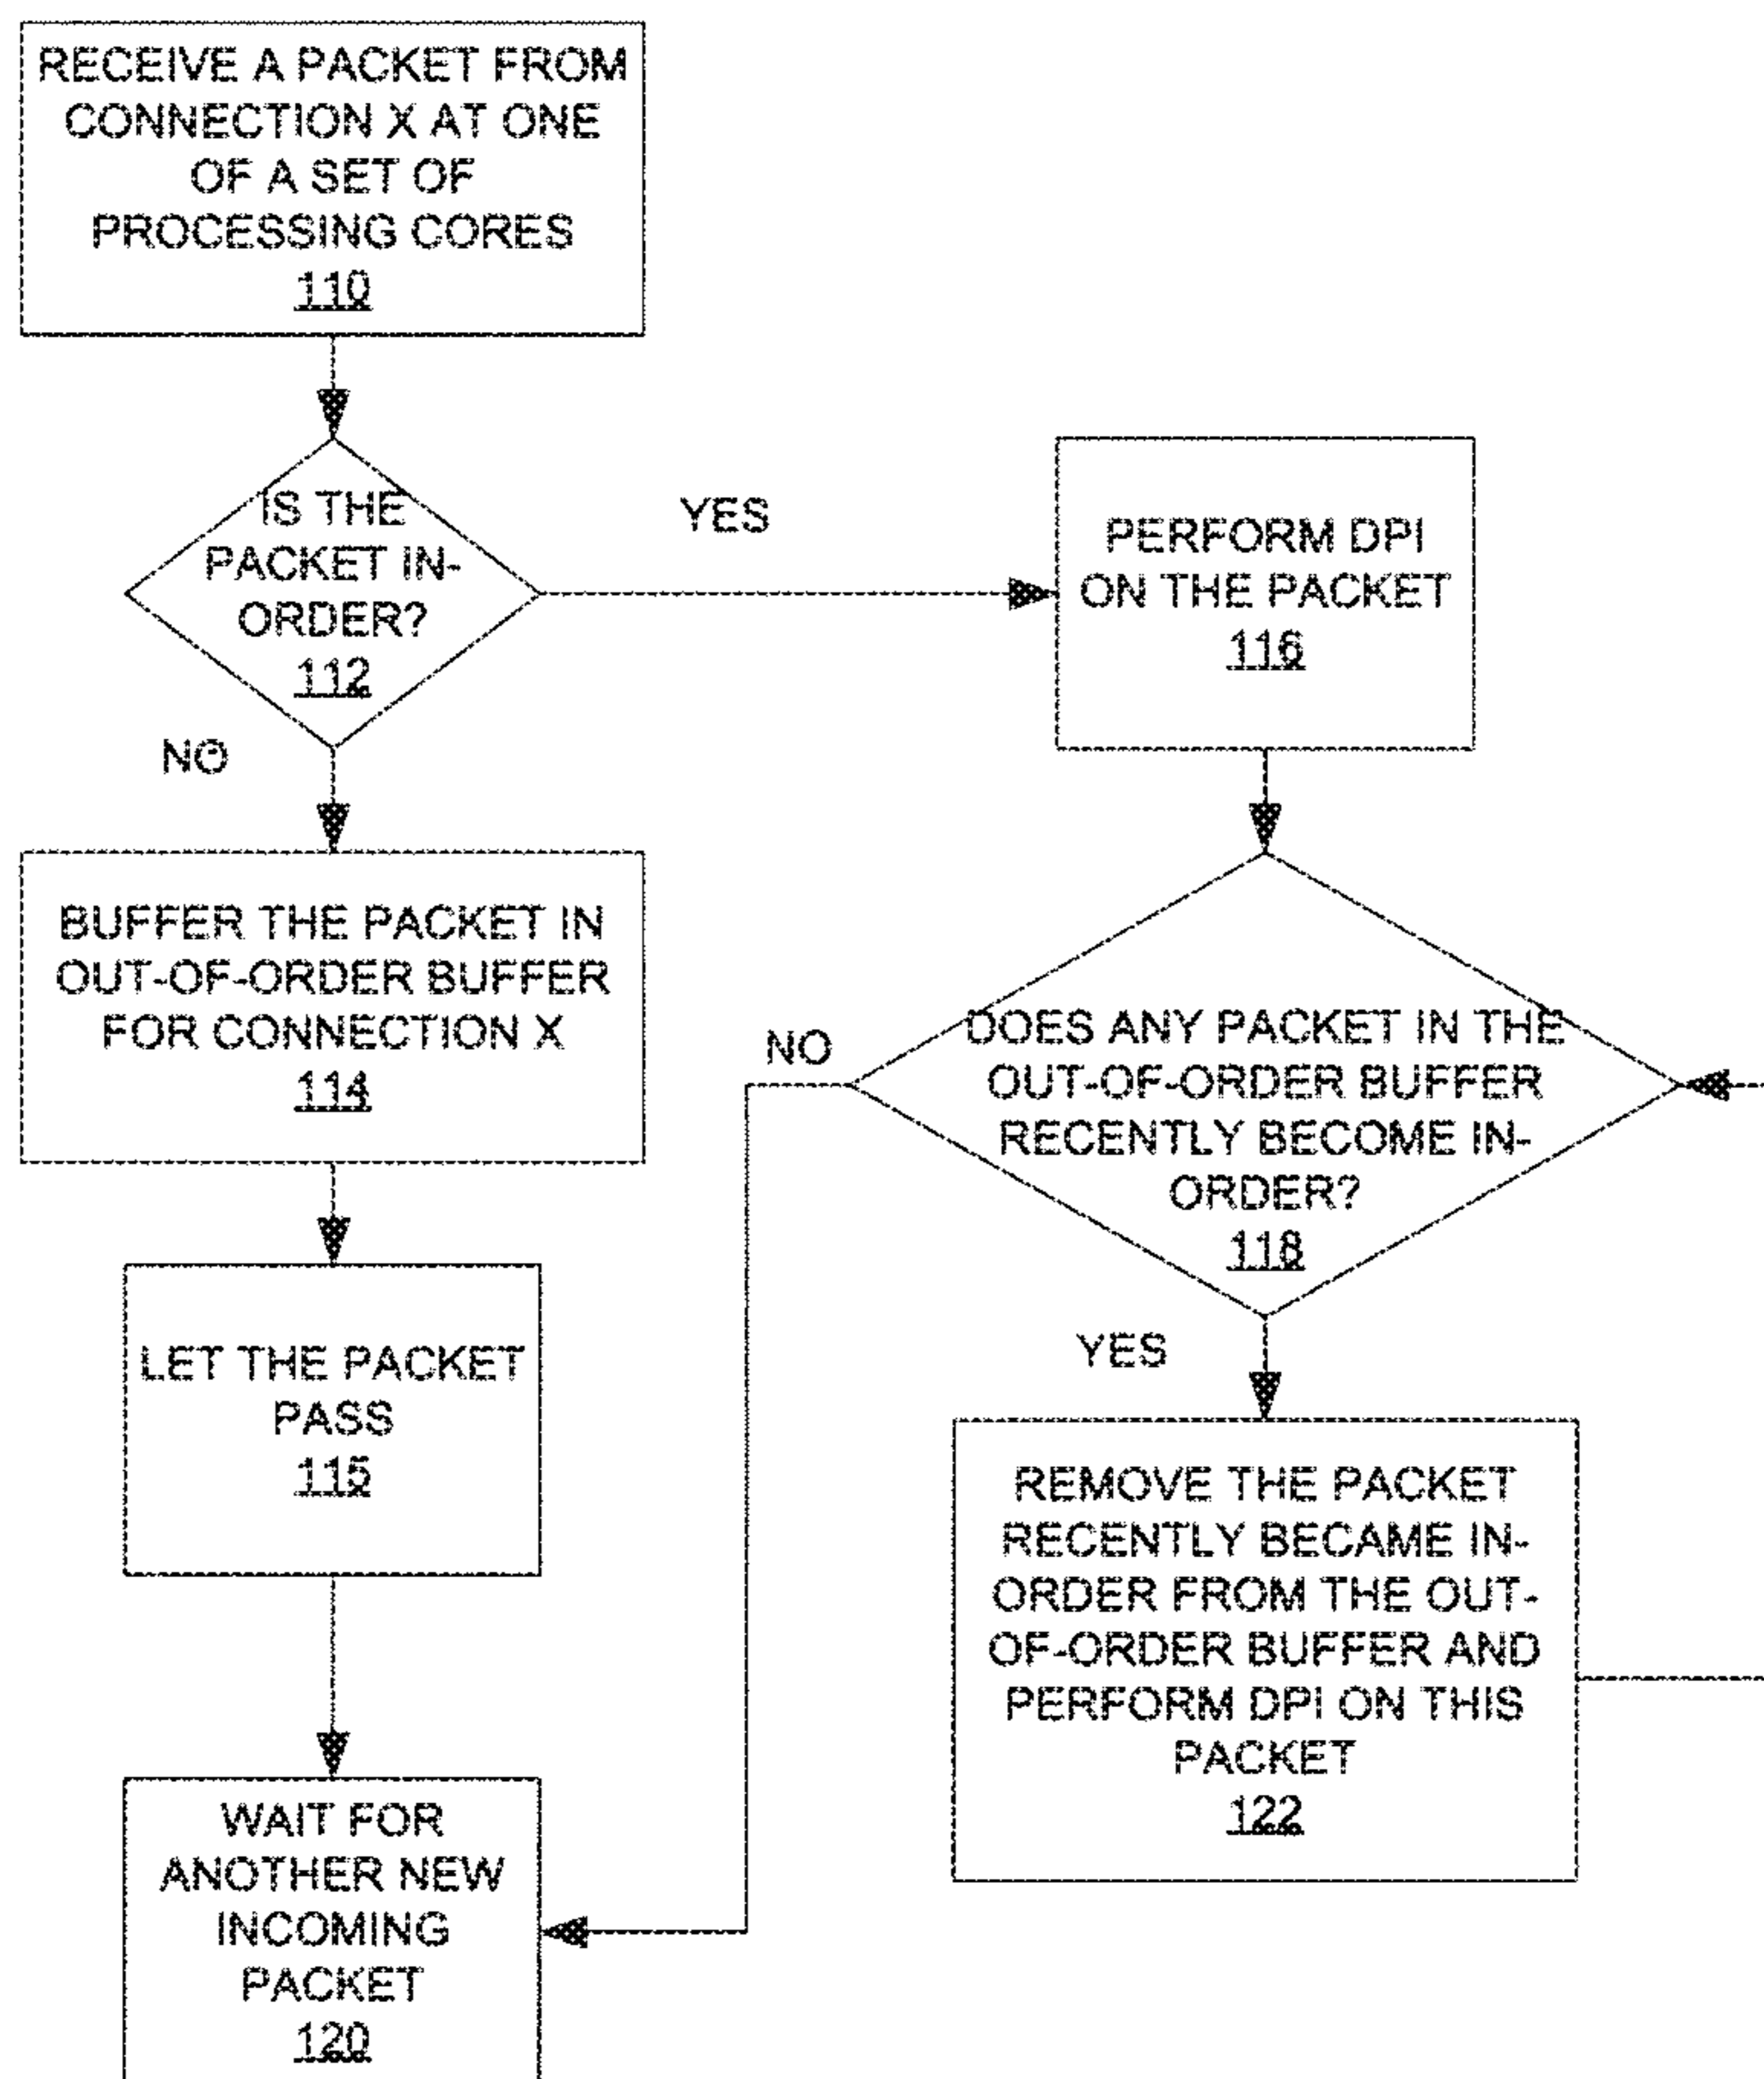 RECEIVE A PACKET FROM
CONNECTION X AT ONE
OF A SET OF
PROCESSING CORES
110
IS THE
PACKET IN-
ORDER?
112
YES
NO
PERFORM DPI
ON THE PACKET
116
BUFFER THE PACKET IN
OUT-OF-ORDER BUFFER
FOR CONNECTION X
114
LET THE PACKET
PASS
115
NO
DOES ANY PACKET IN THE
OUT-OF-ORDER BUFFER
RECENTLY BECOME IN-
ORDER?
118
YES
REMOVE THE PACKET
RECENTLY BECAME IN-
ORDER FROM THE OUT-
OF-ORDER BUFFER AND
PERFORM DPI ON THIS
PACKET
122
WAIT FOR
ANOTHER NEW
INCOMING
PACKET
120